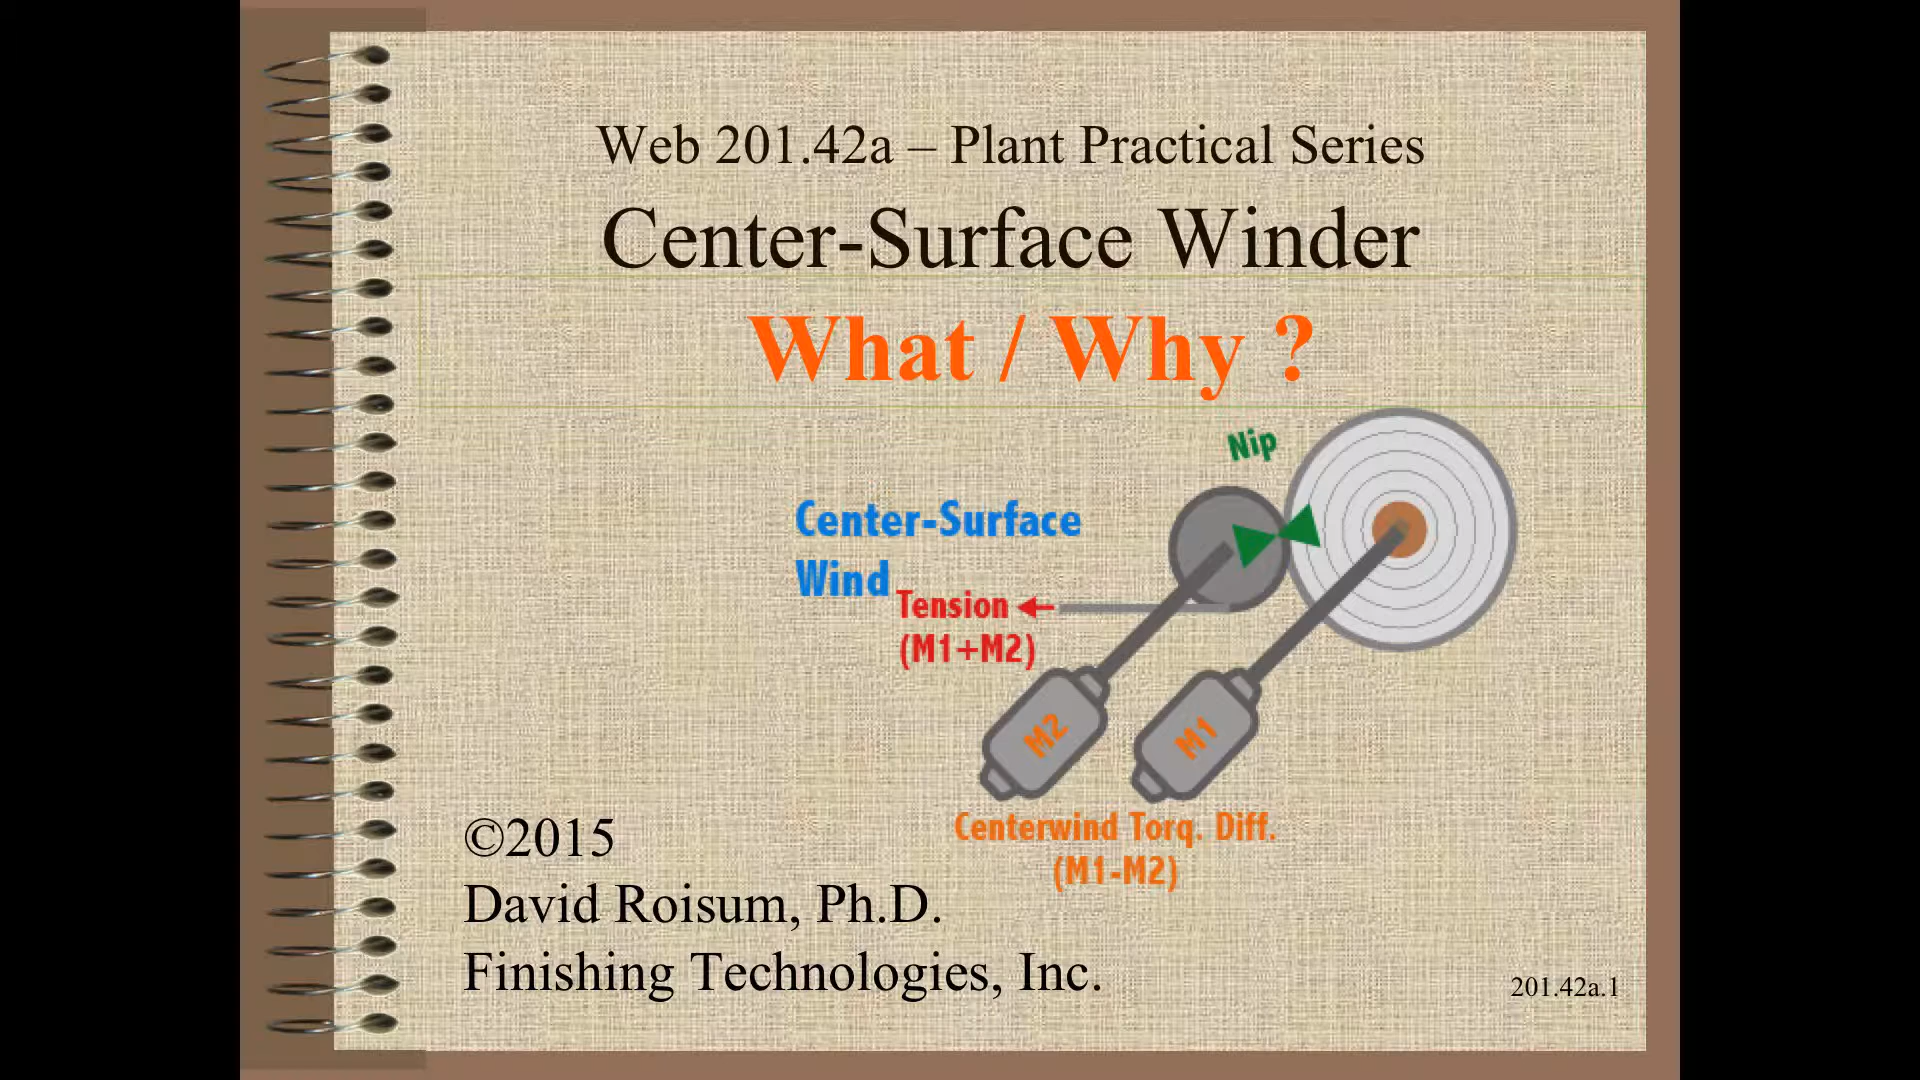 Web 201.42a – Plant Practical Series
Center-Surface Winder
What / Why ?
Nip
Center-Surface
Wind
Tension
(M1+M2)
M2
M1
Centerwind Torq. Diff.
(M1-M2)
©2015
David Roisum, Ph.D.
Finishing Technologies, Inc.
201.42a.1